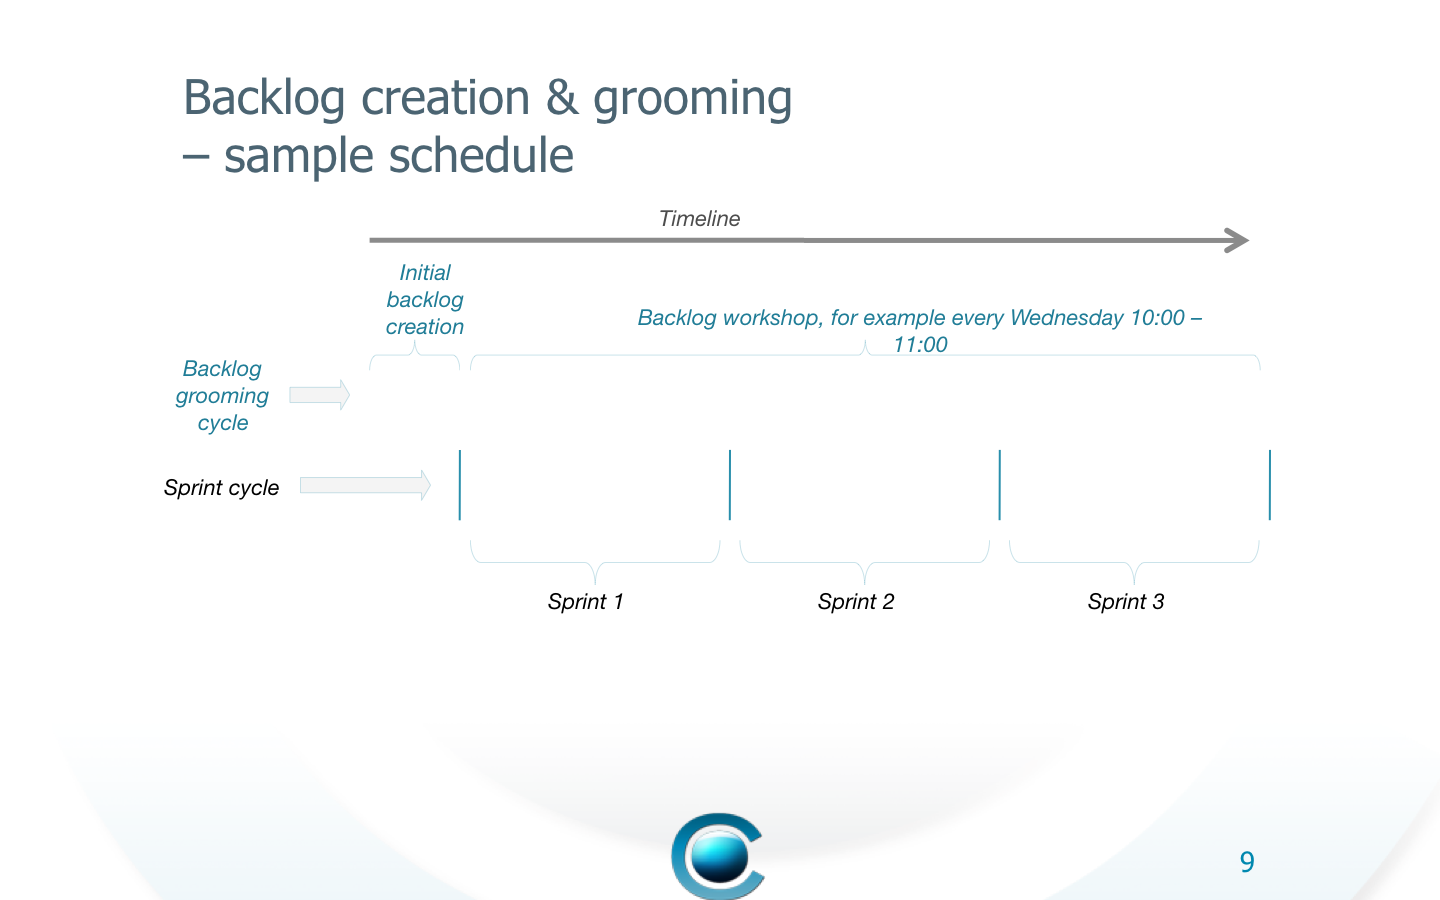 Backlog creation & grooming
– sample schedule
Timeline
Initial
backlog
creation
Backlog workshop, for example every Wednesday 10:00 –
11:00
Backlog
grooming
cycle
Sprint cycle
Sprint 1
Sprint 2
Sprint 3
9